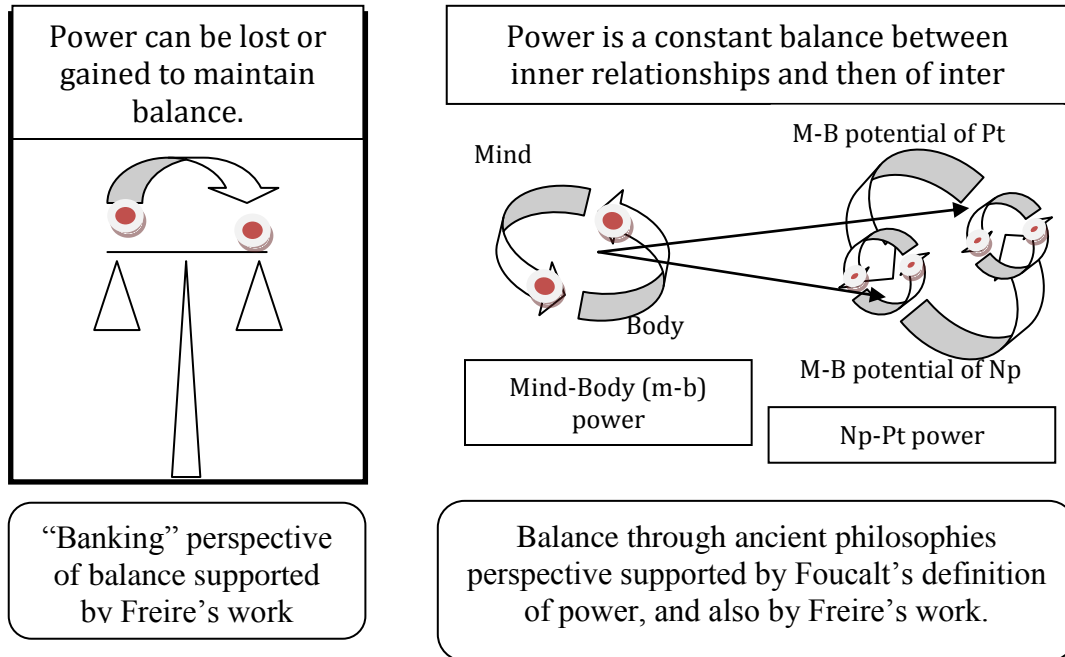 Power can be lost or
gained to maintain
balance.
“Banking” perspective
of balance supported
by Freire’s work
Power is a constant balance between
inner relationships and then of inter
Mind
Body
M-B potential of Pt
M-B potential of Np
Mind-Body (m-b)
power
Np-Pt power
Balance through ancient philosophies
perspective supported by Foucalt’s definition
of power, and also by Freire’s work.